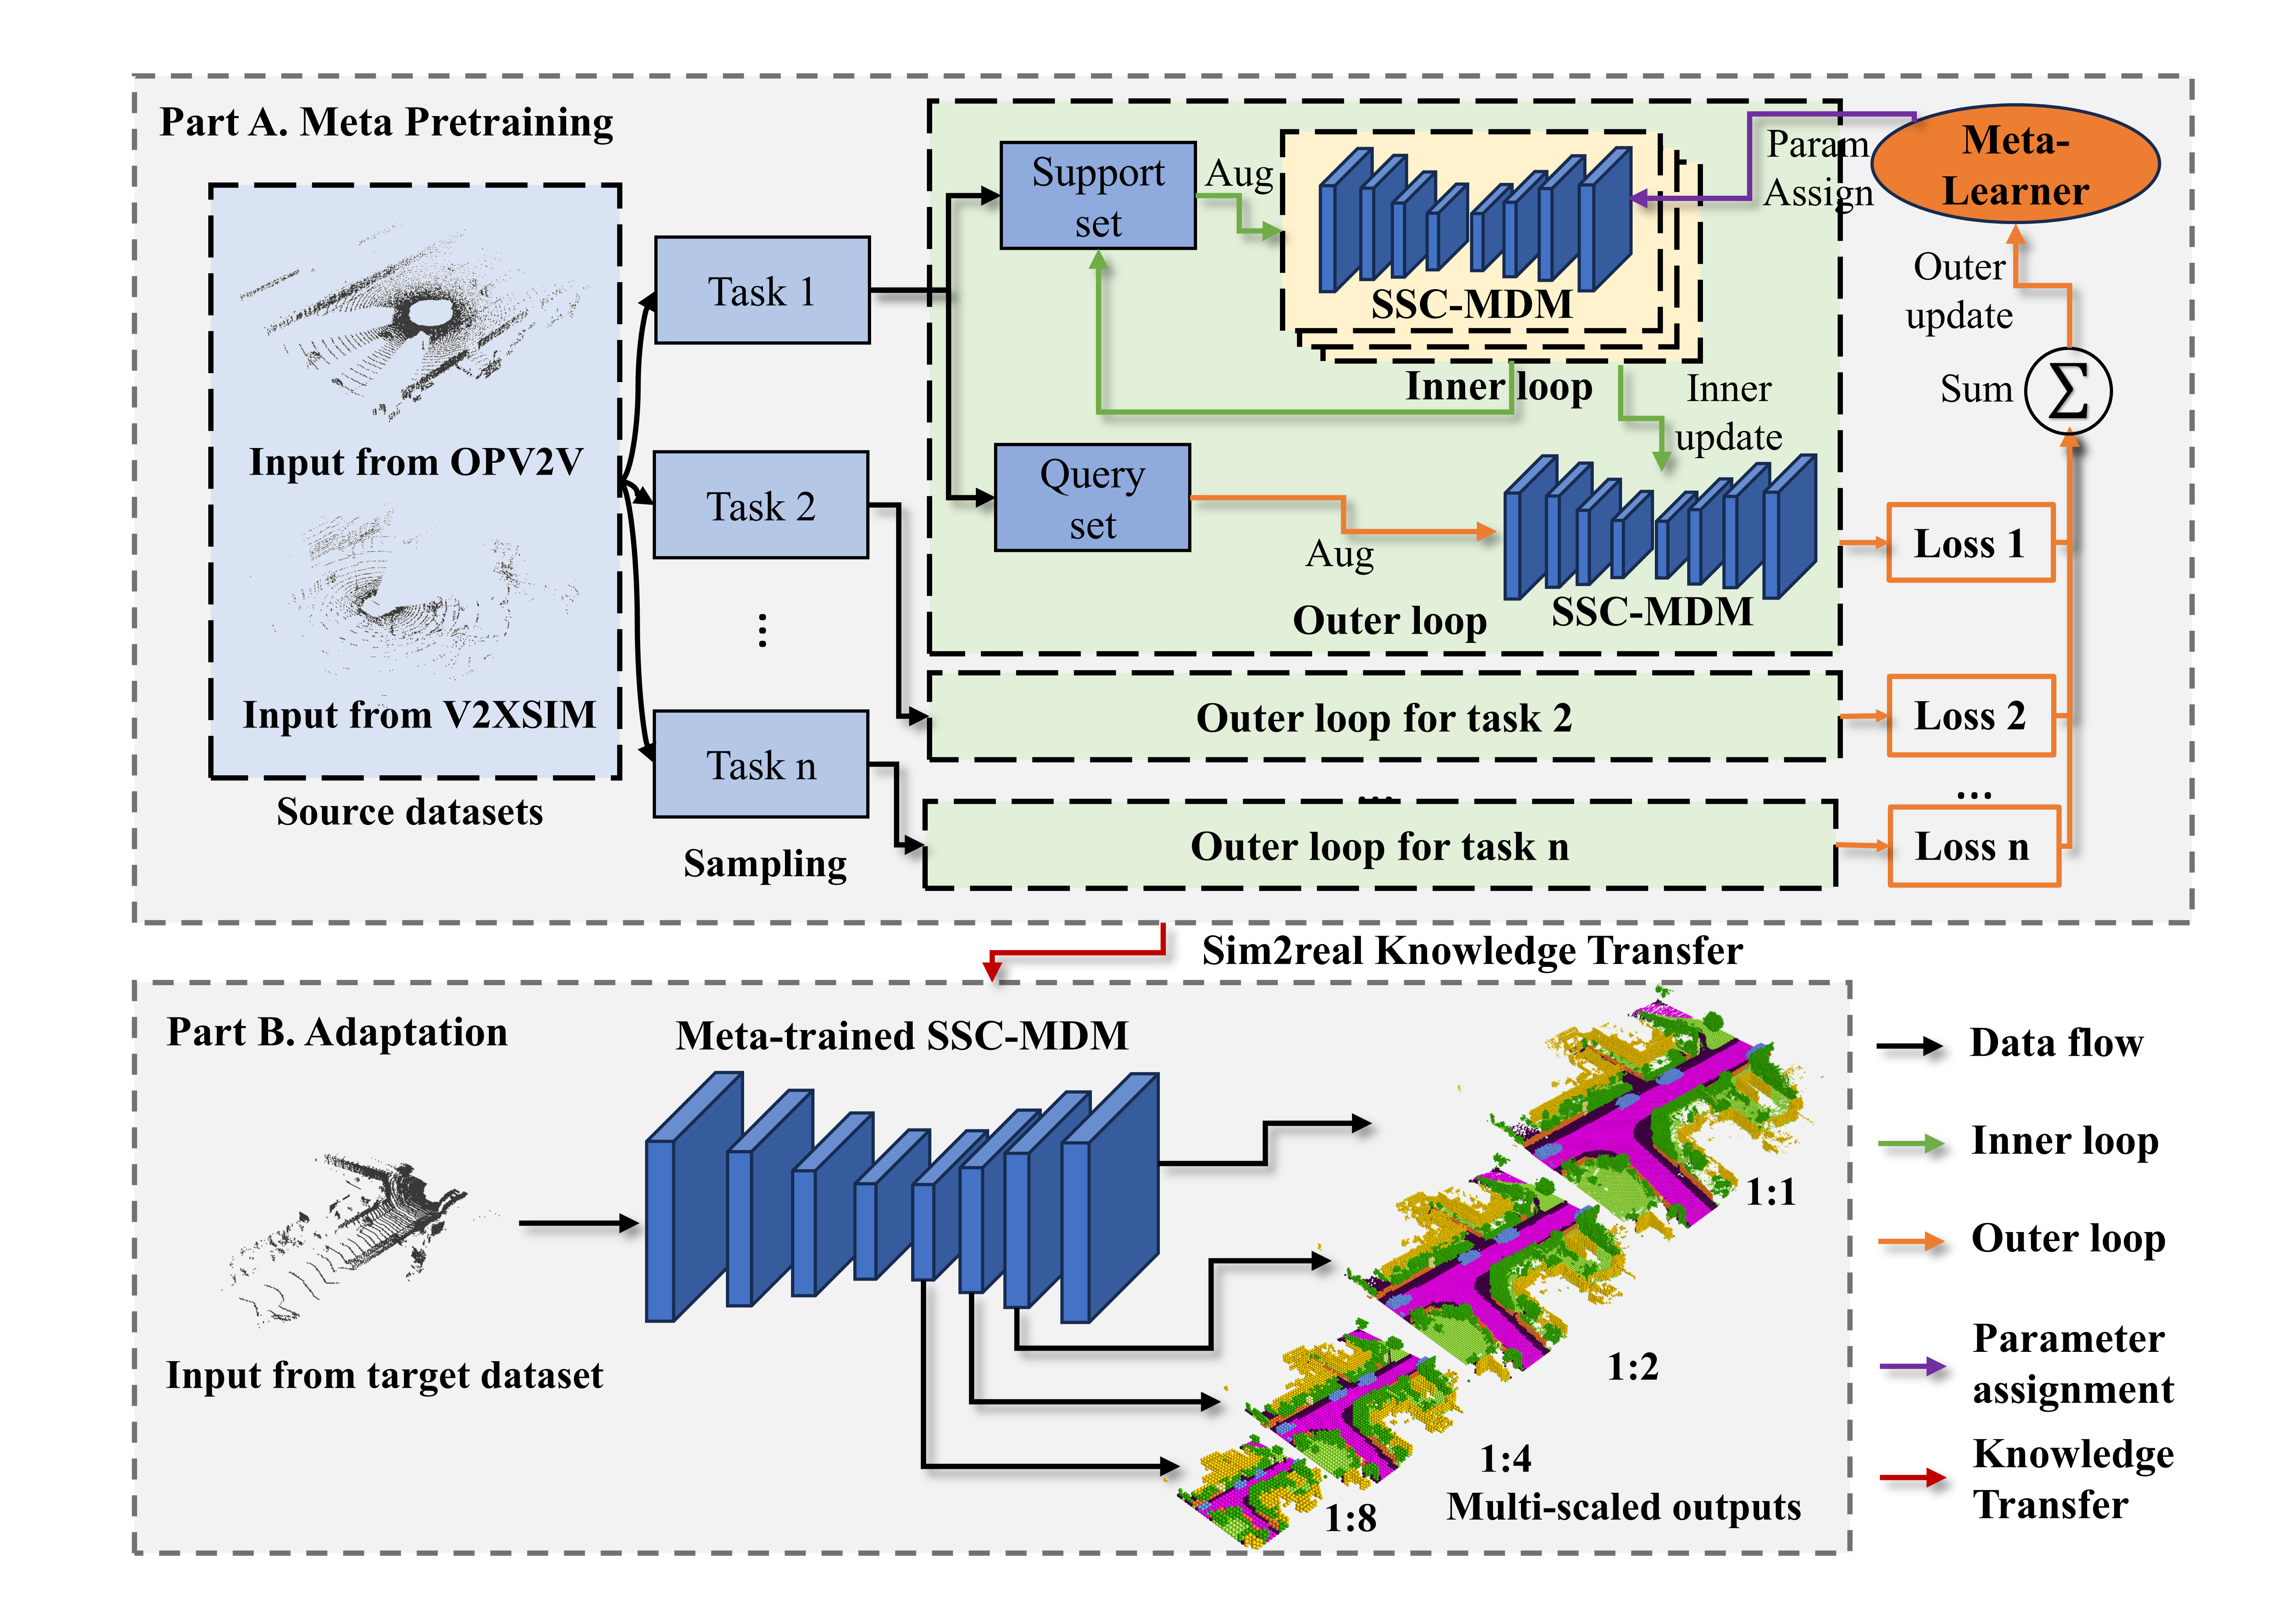 Part A. Meta Pretraining
Input from OPV2V
Input from V2XSIM
Source datasets
Task 1
Task 2
⋮
Task n
Sampling
Support
set
Aug
SSC-MDM
Inner loop
Inner
update
Query
set
Aug
SSC-MDM
Outer loop
Outer loop for task 2
...
Outer loop for task n
Param
Assign
Meta-
Learner
Outer
update
Sum
∑
Loss 1
Loss 2
...
Loss n
Sim2real Knowledge Transfer
Part B. Adaptation
Meta-trained SSC-MDM
Input from target dataset
1:1
1:2
1:4
1:8
Multi-scaled outputs
Data flow
Inner loop
Outer loop
Parameter
assignment
Knowledge
Transfer